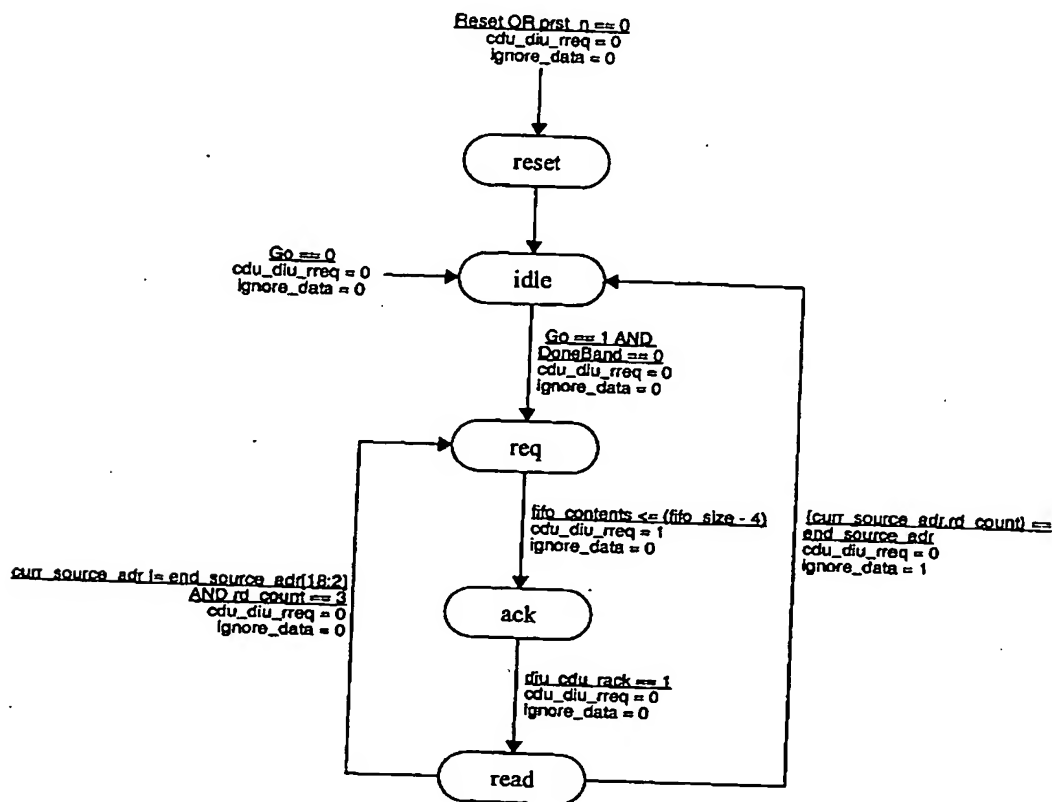 Reset OR prst_n == 0
cdu_diu_rreq = 0
ignore_data = 0
reset
Go == 0
cdu_diu_rreq = 0
ignore_data = 0
idle
Go == 1 AND
DoneBand == 0
cdu_diu_rreq = 0
ignore_data = 0
req
fifo_contents <= (fifo_size - 4)
cdu_diu_rreq = 1
ignore_data = 0
{curr_source_adr,rd_count} ==
end_source_adr
cdu_diu_rreq = 0
ignore_data = 1
curr_source_adr != end_source_adr[18:2]
AND rd_count == 3
cdu_diu_rreq = 0
ignore_data = 0
ack
diu_cdu_rack == 1
cdu_diu_rreq = 0
ignore_data = 0
read